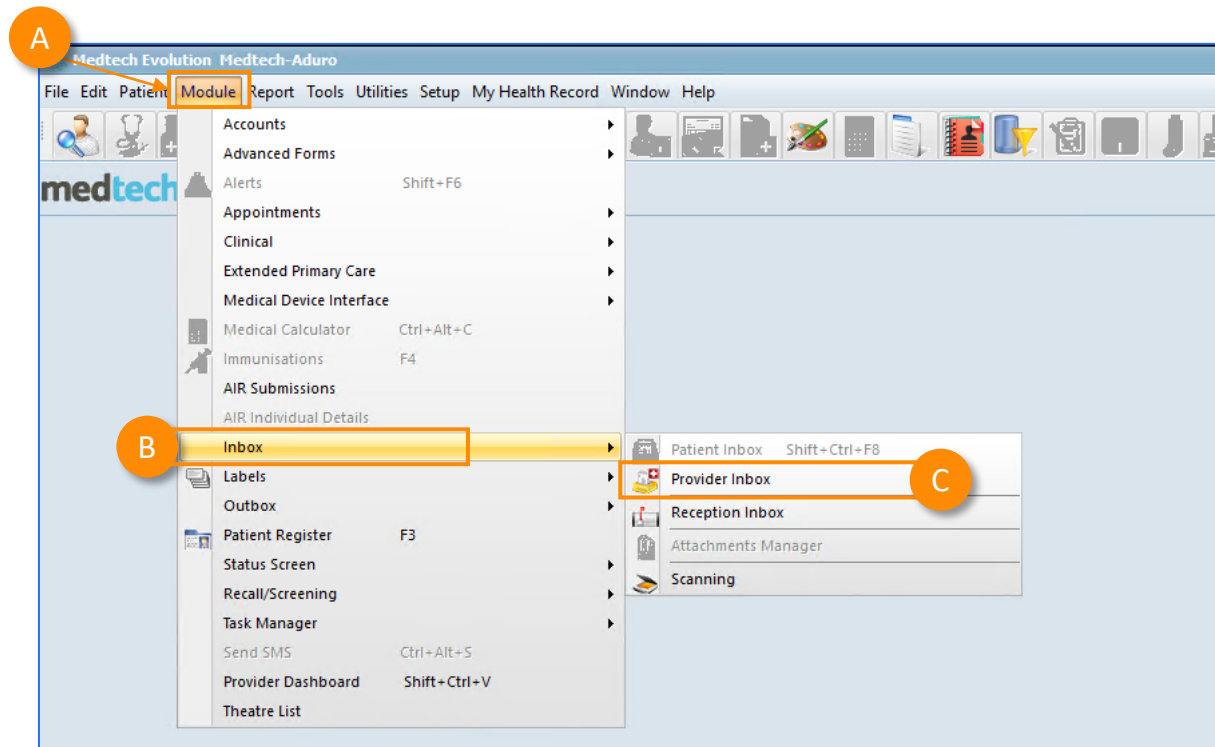 A
Medtech Evolution Medtech-Aduro
File Edit Patient Module Report Tools Utilities Setup My Health Record Window Help
medtech
Accounts
Advanced Forms
Alerts Shift+F6
Appointments
Clinical
Extended Primary Care
Medical Device Interface
Medical Calculator Ctrl+Alt+C
Immunisations F4
AIR Submissions
AIR Individual Details
B
Inbox
Labels
Outbox
Patient Register F3
Status Screen
Recall/Screening
Task Manager
Send SMS Ctrl+Alt+S
Provider Dashboard Shift+Ctrl+V
Theatre List
Patient Inbox Shift+Ctrl+F8
Provider Inbox C
Reception Inbox
Attachments Manager
Scanning